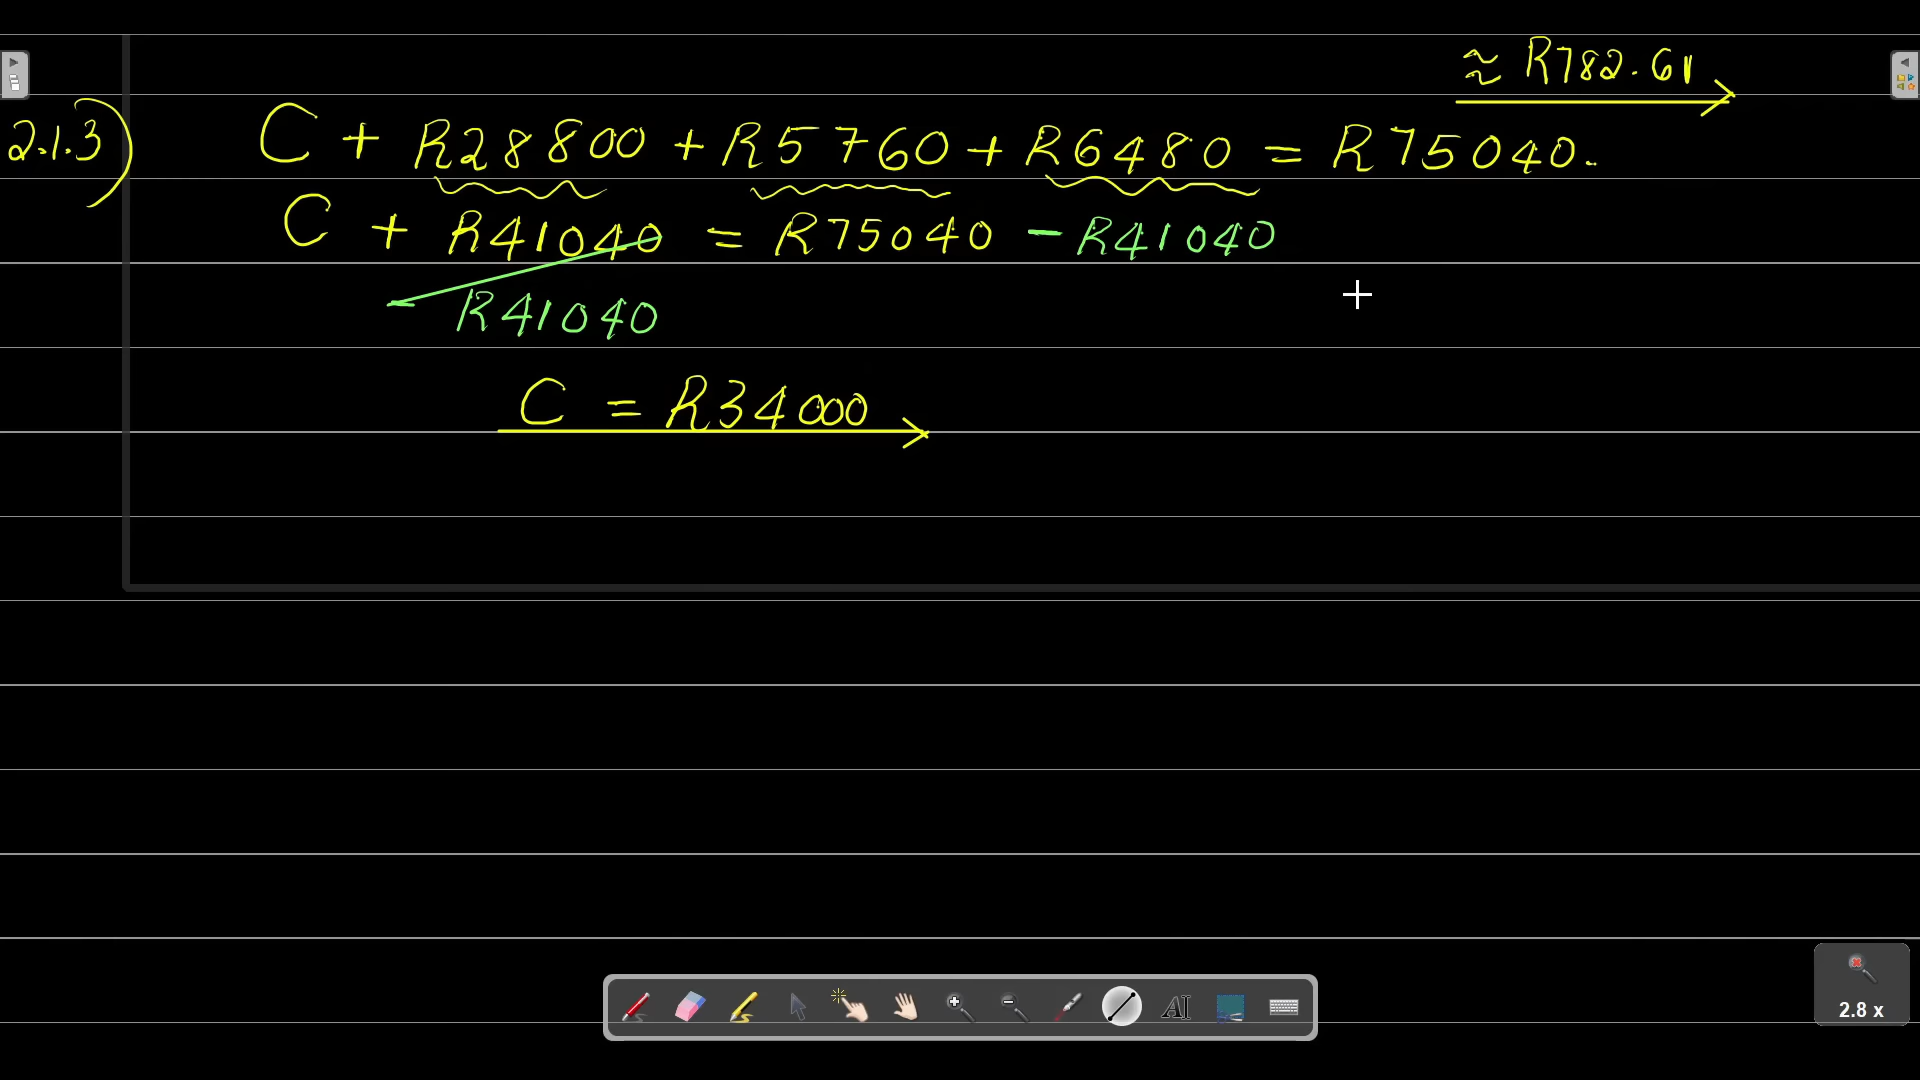 ≈ R782.61
2.1.3) C + R28800 + R5760 + R6480 = R75040.
C + R41040 = R75040 - R41040
- R41040
C = R34000
AI
2.8 x